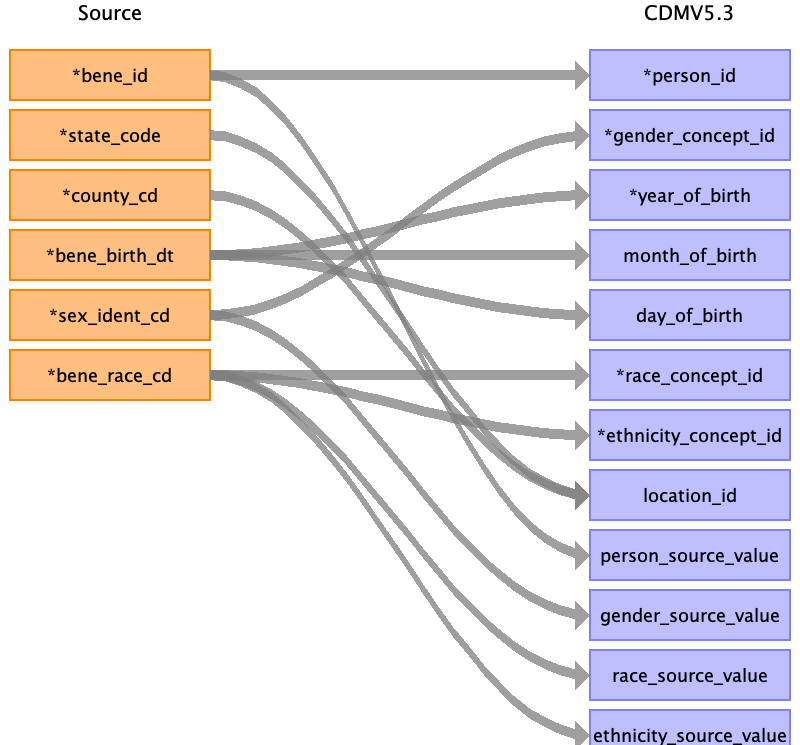 Source
CDMV5.3
*bene_id
*person_id
*state_code
*gender_concept_id
*county_cd
*year_of_birth
*bene_birth_dt
month_of_birth
*sex_ident_cd
day_of_birth
*bene_race_cd
*race_concept_id
*ethnicity_concept_id
location_id
person_source_value
gender_source_value
race_source_value
ethnicity_source_value